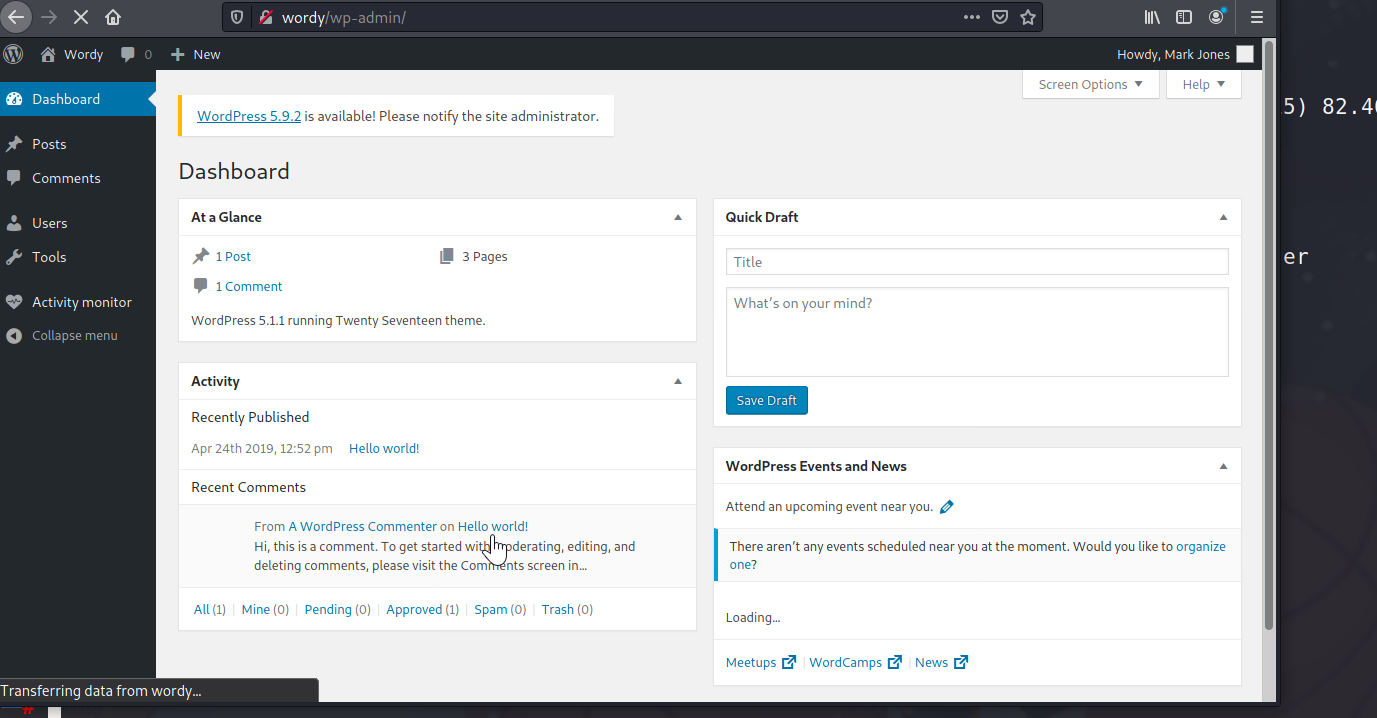 wordy/wp-admin/
Wordy 0 New Howdy, Mark Jones
Screen Options Help
Dashboard
Posts
Comments
Users
Tools
Activity monitor
Collapse menu
WordPress 5.9.2 is available! Please notify the site administrator.
Dashboard
At a Glance
1 Post 3 Pages
1 Comment
WordPress 5.1.1 running Twenty Seventeen theme.
Activity
Recently Published
Apr 24th 2019, 12:52 pm Hello world!
Recent Comments
From A WordPress Commenter on Hello world!
Hi, this is a comment. To get started with moderating, editing, and
deleting comments, please visit the Comments screen in…
All (1) | Mine (0) | Pending (0) | Approved (1) | Spam (0) | Trash (0)
Quick Draft
Title
What’s on your mind?
Save Draft
WordPress Events and News
Attend an upcoming event near you.
There aren’t any events scheduled near you at the moment. Would you like to organize
one?
Loading…
Meetups | WordCamps | News
Transferring data from wordy…
5) 82.4
er